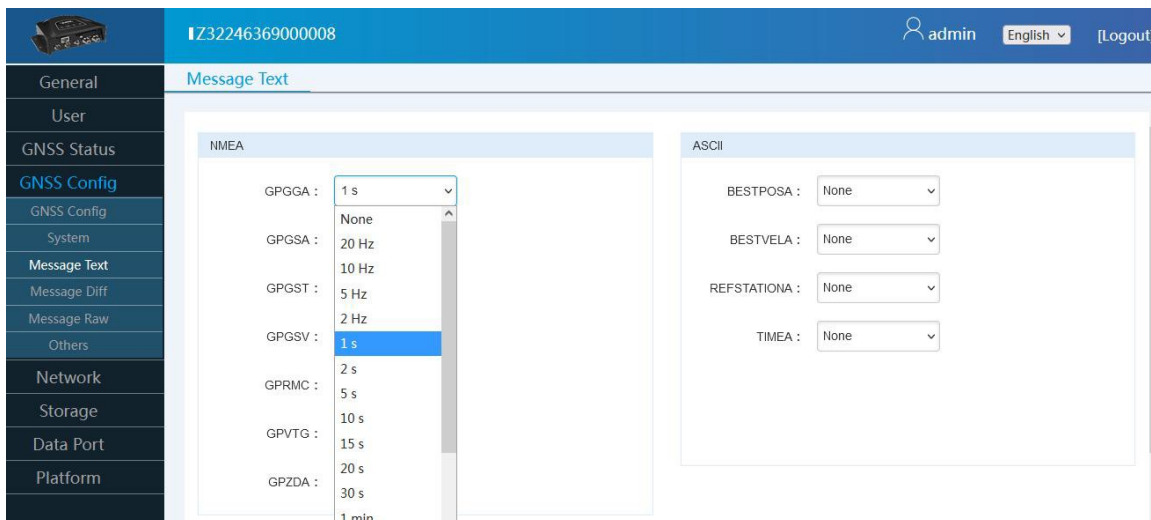 Z32246369000008
admin
English
[Logout
General
User
GNSS Status
GNSS Config
GNSS Config
System
Message Text
Message Diff
Message Raw
Others
Network
Storage
Data Port
Platform
Message Text
NMEA
GPGGA : 1 s
None
20 Hz
10 Hz
5 Hz
2 Hz
1 s
2 s
5 s
10 s
15 s
20 s
30 s
1 min
GPGSA :
GPGST :
GPGSV :
GPRMC :
GPVTG :
GPZDA :
ASCII
BESTPOSA : None
BESTVELA : None
REFSTATIONA : None
TIMEA : None